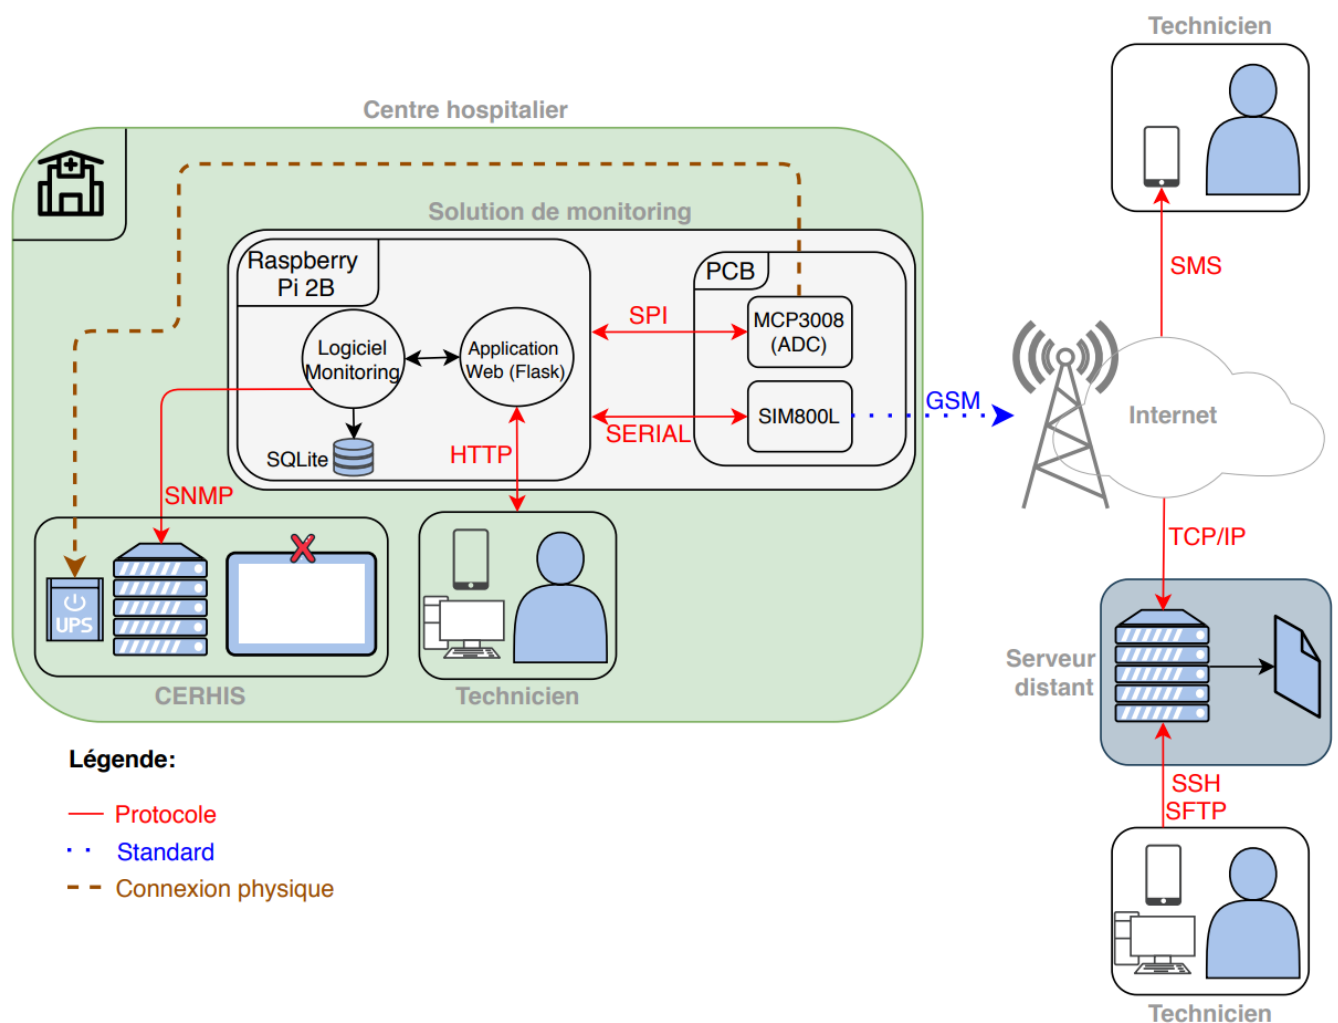 Technicien
Centre hospitalier
Solution de monitoring
Raspberry
Pi 2B
PCB
SPI
MCP3008
(ADC)
Logiciel
Monitoring
Application
Web (Flask)
SMS
GSM
Internet
SERIAL
SIM800L
SQLite
HTTP
SNMP
TCP/IP
UPS
CERHIS
Technicien
Serveur
distant
SSH
SFTP
Légende:
Protocole
Standard
Connexion physique
Technicien